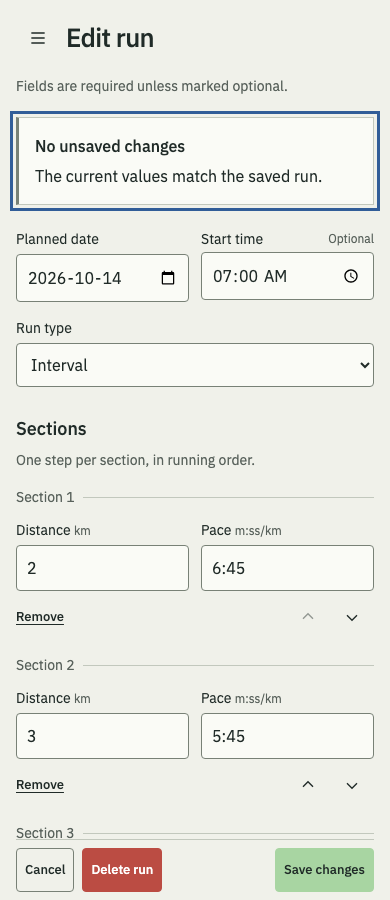 Edit run
Fields are required unless marked optional.
No unsaved changes
The current values match the saved run.
Planned date
Start time Optional
2026-10-14
07:00 AM
Run type
Interval
Sections
One step per section, in running order.
Section 1
Distance km
Pace m:ss/km
2
6:45
Remove
Section 2
Distance km
Pace m:ss/km
3
5:45
Remove
Section 3
Cancel
Delete run
Save changes